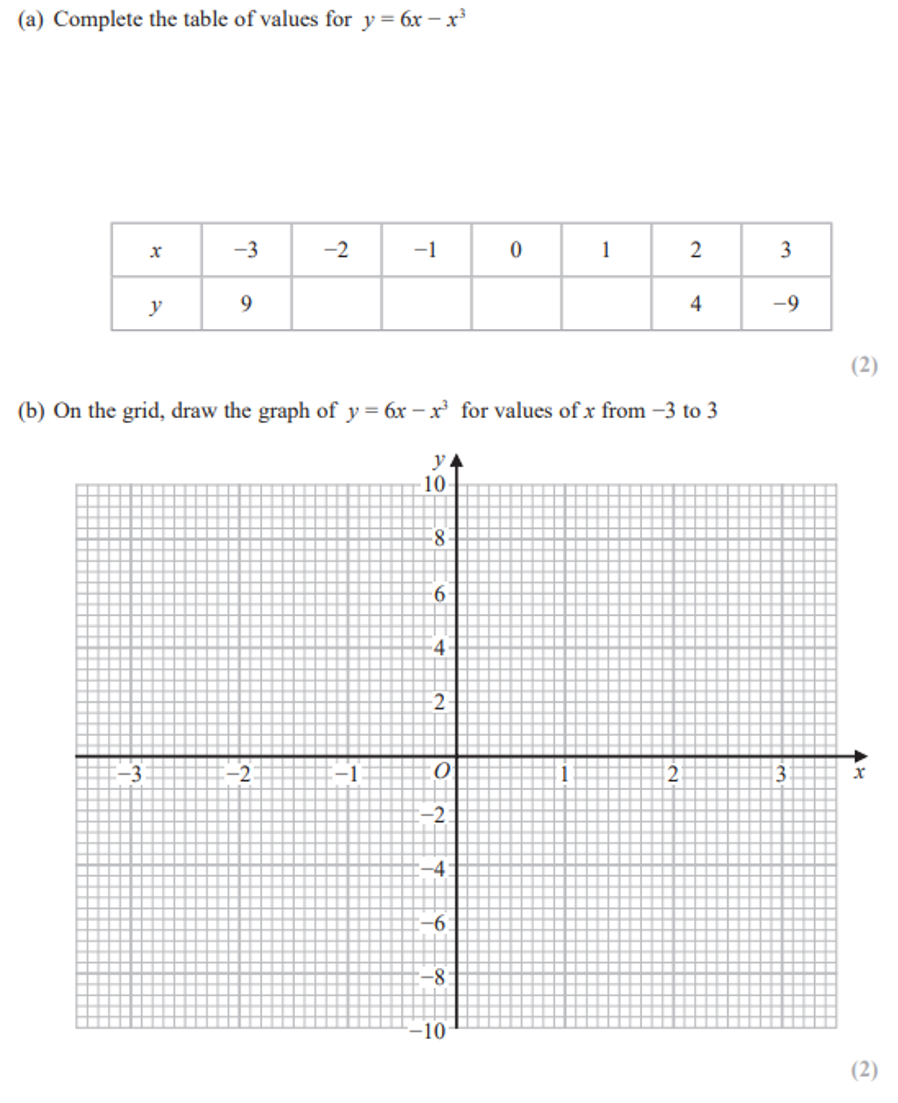 (a) Complete the table of values for y = 6x − x³
x −3 −2 −1 0 1 2 3
y 9 4 −9
(2)
(b) On the grid, draw the graph of y = 6x − x³ for values of x from −3 to 3
y
10
8
6
4
2
−3 −2 −1 O 1 2 3 x
−2
−4
−6
−8
−10
(2)